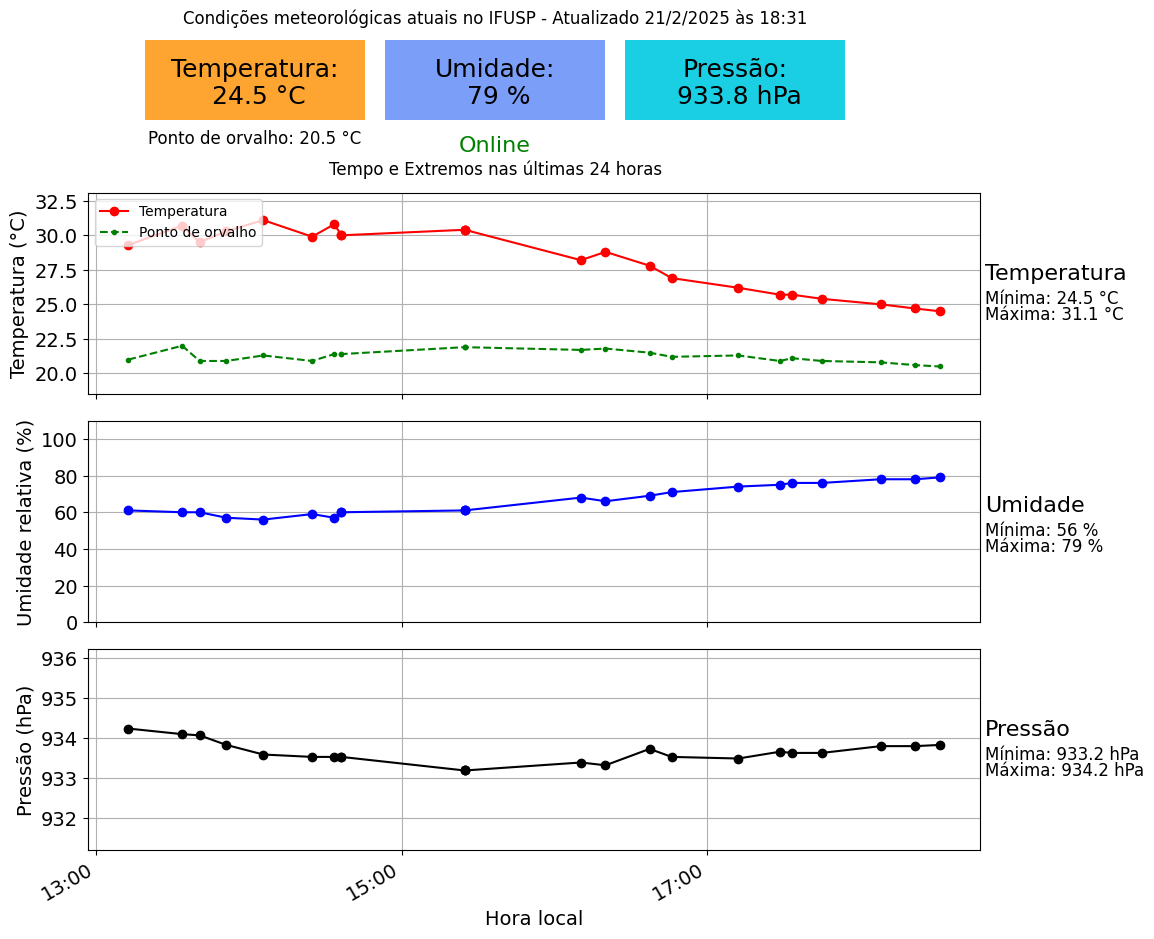 Condições meteorológicas atuais no IFUSP - Atualizado 21/2/2025 às 18:31
Temperatura:
24.5 °C
Umidade:
79 %
Pressão:
933.8 hPa
Ponto de orvalho: 20.5 °C
Online
Tempo e Extremos nas últimas 24 horas
Temperatura (°C)
32.5
30.0
27.5
25.0
22.5
20.0
Temperatura
Ponto de orvalho
Temperatura
Mínima: 24.5 °C
Máxima: 31.1 °C
Umidade relativa (%)
100
80
60
40
20
0
Umidade
Mínima: 56 %
Máxima: 79 %
Pressão (hPa)
936
935
934
933
932
Pressão
Mínima: 933.2 hPa
Máxima: 934.2 hPa
13:00
15:00
17:00
Hora local